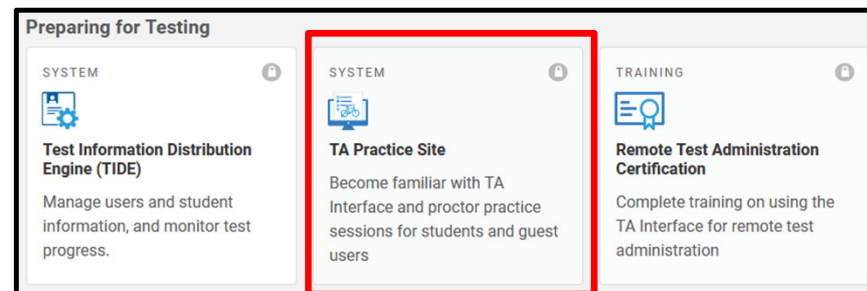 Preparing for Testing
SYSTEM
Test Information Distribution
Engine (TIDE)
Manage users and student
information, and monitor test
progress.
SYSTEM
TA Practice Site
Become familiar with TA
Interface and proctor practice
sessions for students and guest
users
TRAINING
Remote Test Administration
Certification
Complete training on using the
TA Interface for remote test
administration